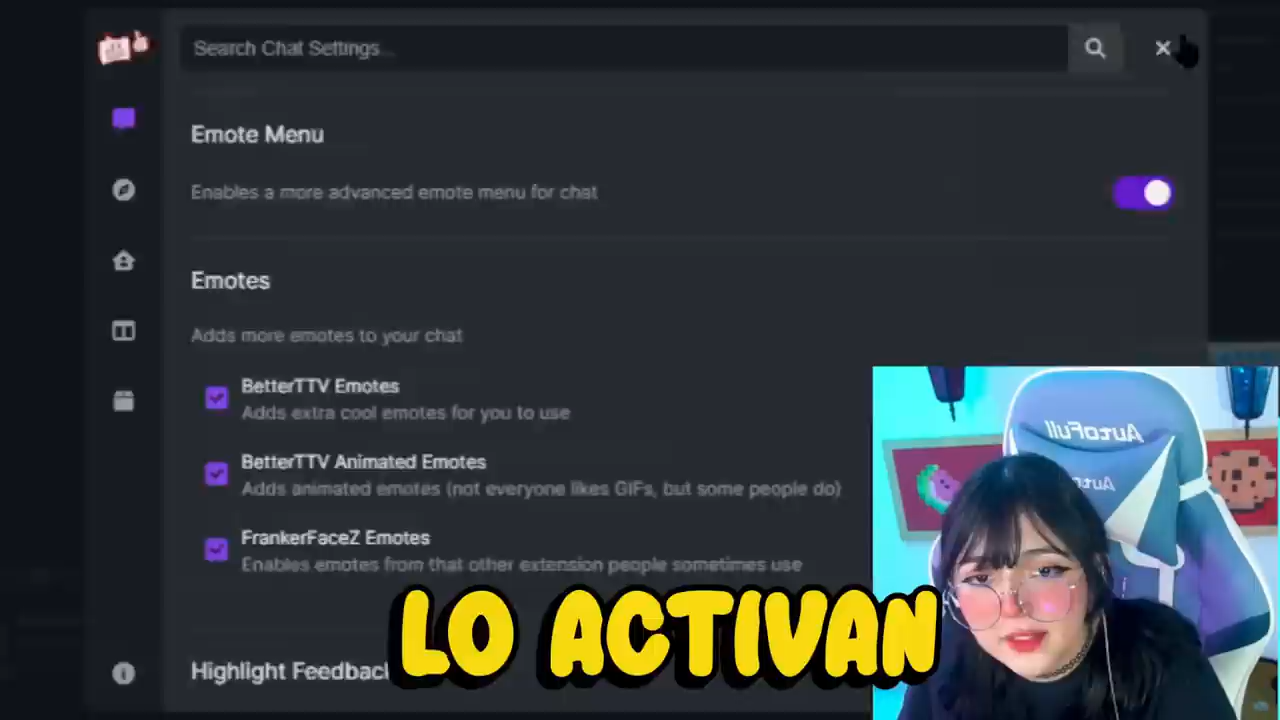 Search Chat Settings...
Emote Menu
Enables a more advanced emote menu for chat
Emotes
Adds more emotes to your chat
BetterTTV Emotes
Adds extra cool emotes for you to use
BetterTTV Animated Emotes
Adds animated emotes (not everyone likes GIFs, but some people do)
FrankerFaceZ Emotes
Enables emotes from that other extension people sometimes use
Highlight Feedback
LO ACTIVAN
AutoFull